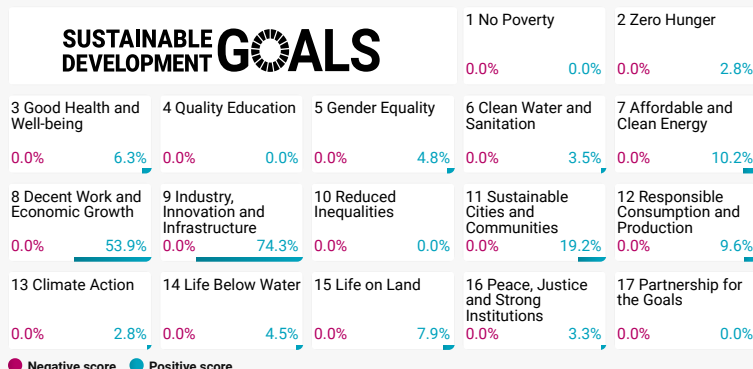 SUSTAINABLE
DEVELOPMENT
GOALS
1 No Poverty
0.0% 0.0%
2 Zero Hunger
0.0% 2.8%
3 Good Health and
Well-being
0.0% 6.3%
4 Quality Education
0.0% 0.0%
5 Gender Equality
0.0% 4.8%
6 Clean Water and
Sanitation
0.0% 3.5%
7 Affordable and
Clean Energy
0.0% 10.2%
8 Decent Work and
Economic Growth
0.0% 53.9%
9 Industry,
Innovation and
Infrastructure
0.0% 74.3%
10 Reduced
Inequalities
0.0% 0.0%
11 Sustainable
Cities and
Communities
0.0% 19.2%
12 Responsible
Consumption and
Production
0.0% 9.6%
13 Climate Action
0.0% 2.8%
14 Life Below Water
0.0% 4.5%
15 Life on Land
0.0% 7.9%
16 Peace, Justice
and Strong
Institutions
0.0% 3.3%
17 Partnership for
the Goals
0.0% 0.0%
Negative score Positive score